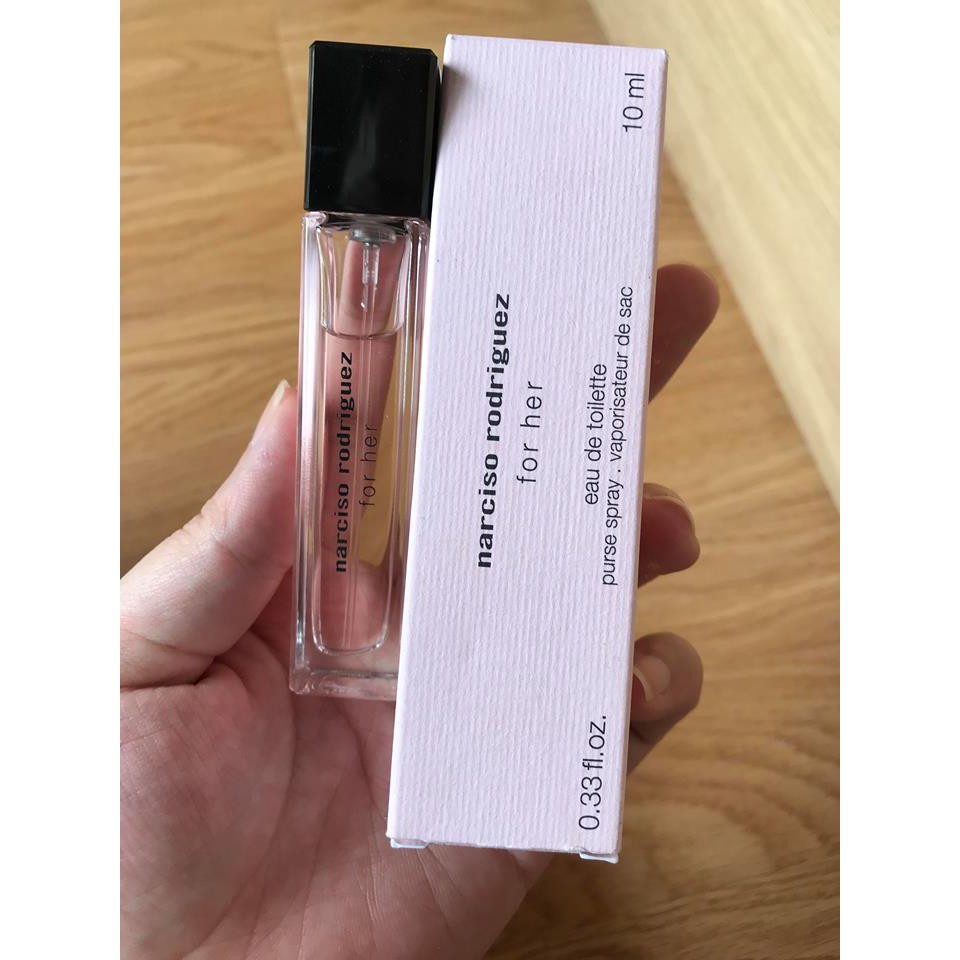 narciso rodriguez
for her
narciso rodriguez
for her
eau de toilette
purse spray . vaporisateur de sac
0.33 fl.oz.
10 ml